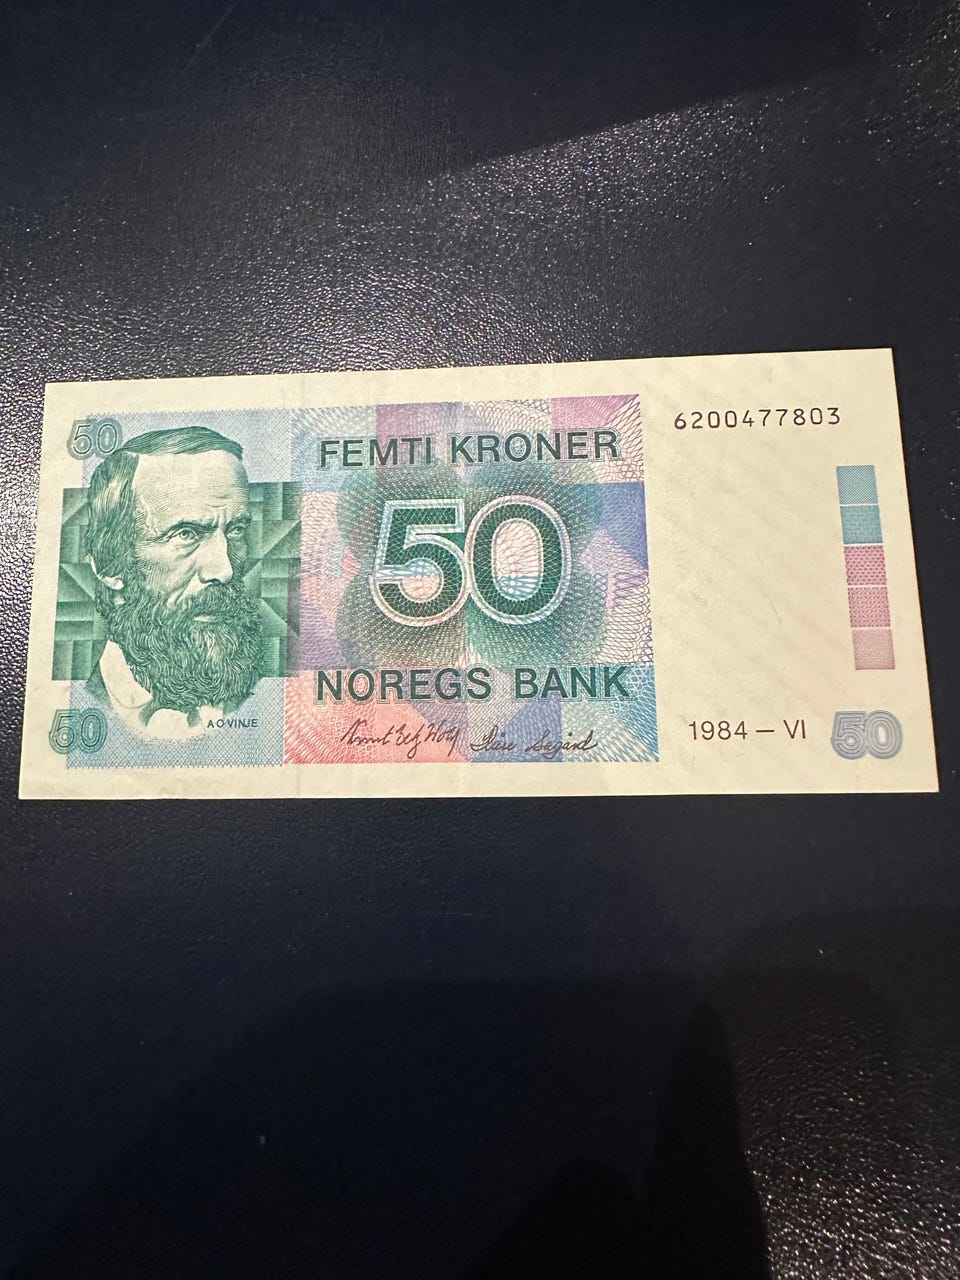 50
6200477803
FEMTI KRONER
50
NOREGS BANK
A O VINJE
50
1984 – VI
50